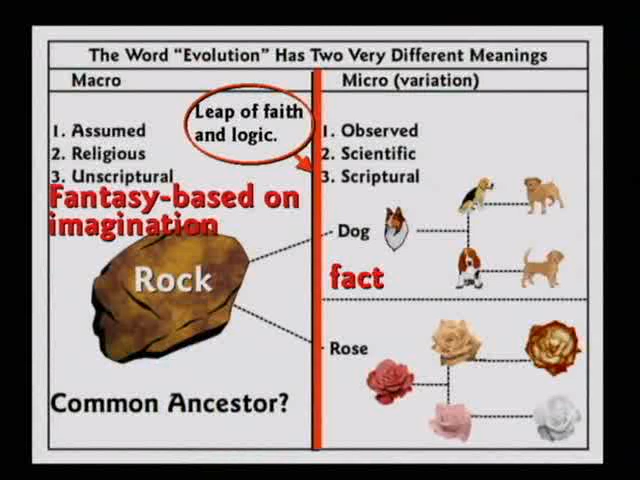 The Word “Evolution” Has Two Very Different Meanings
Macro
Leap of faith
and logic.
1. Assumed
2. Religious
3. Unscriptural
Fantasy-based on
imagination
Rock
Common Ancestor?
Micro (variation)
1. Observed
2. Scientific
3. Scriptural
Dog
fact
Rose